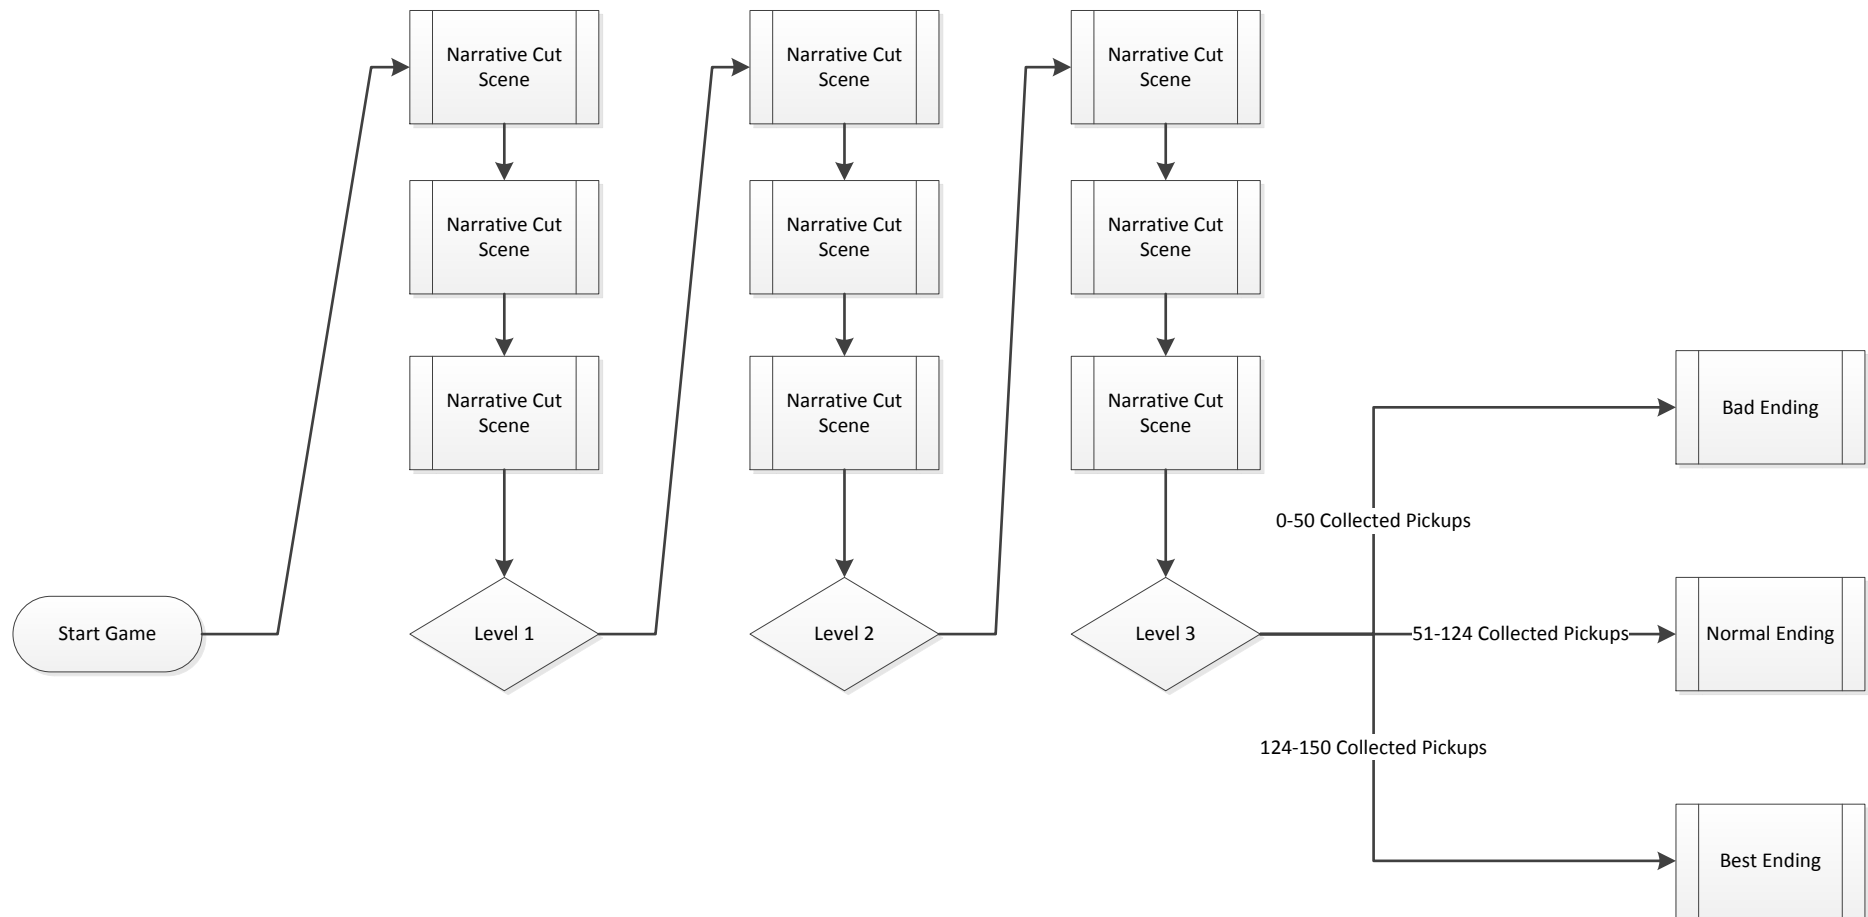 Narrative Cut
Scene
Narrative Cut
Scene
Narrative Cut
Scene
Narrative Cut
Scene
Narrative Cut
Scene
Narrative Cut
Scene
Narrative Cut
Scene
Narrative Cut
Scene
Narrative Cut
Scene
Bad Ending
0-50 Collected Pickups
Start Game
Level 1
Level 2
Level 3
51-124 Collected Pickups
Normal Ending
124-150 Collected Pickups
Best Ending